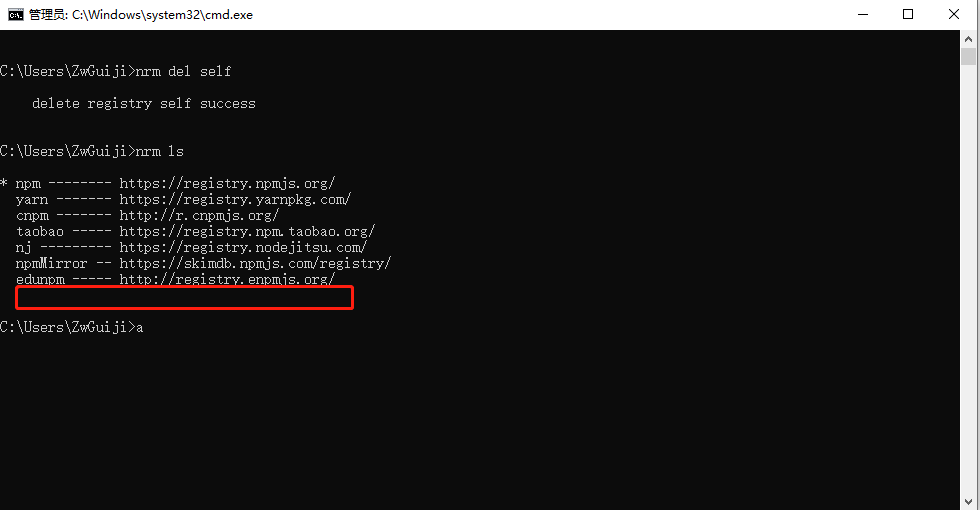 管理员: C:\Windows\system32\cmd.exe
C:\Users\ZwGuiji>nrm del self
delete registry self success
C:\Users\ZwGuiji>nrm ls
* npm -------- https://registry.npmjs.org/
yarn ------- https://registry.yarnpkg.com/
cnpm ------- http://r.cnpmjs.org/
taobao ----- https://registry.npm.taobao.org/
nj --------- https://registry.nodejitsu.com/
npmMirror -- https://skimdb.npmjs.com/registry/
edunpm ----- http://registry.enpmjs.org/
C:\Users\ZwGuiji>a